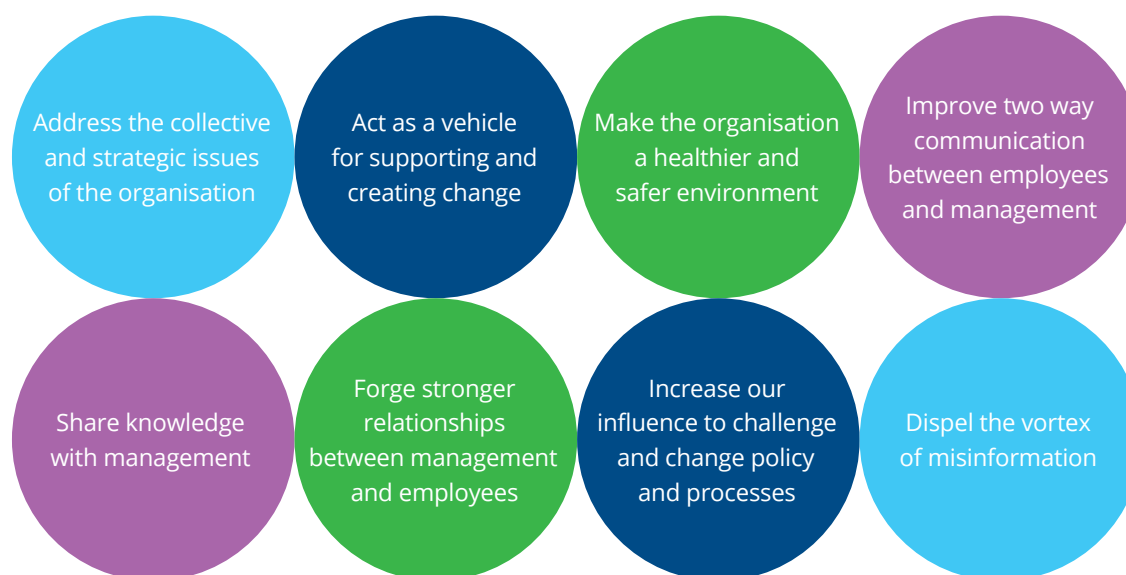 Address the collective
and strategic issues
of the organisation
Act as a vehicle
for supporting and
creating change
Make the organisation
a healthier and
safer environment
Improve two way
communication
between employees
and management
Share knowledge
with management
Forge stronger
relationships
between management
and employees
Increase our
influence to challenge
and change policy
and processes
Dispel the vortex
of misinformation